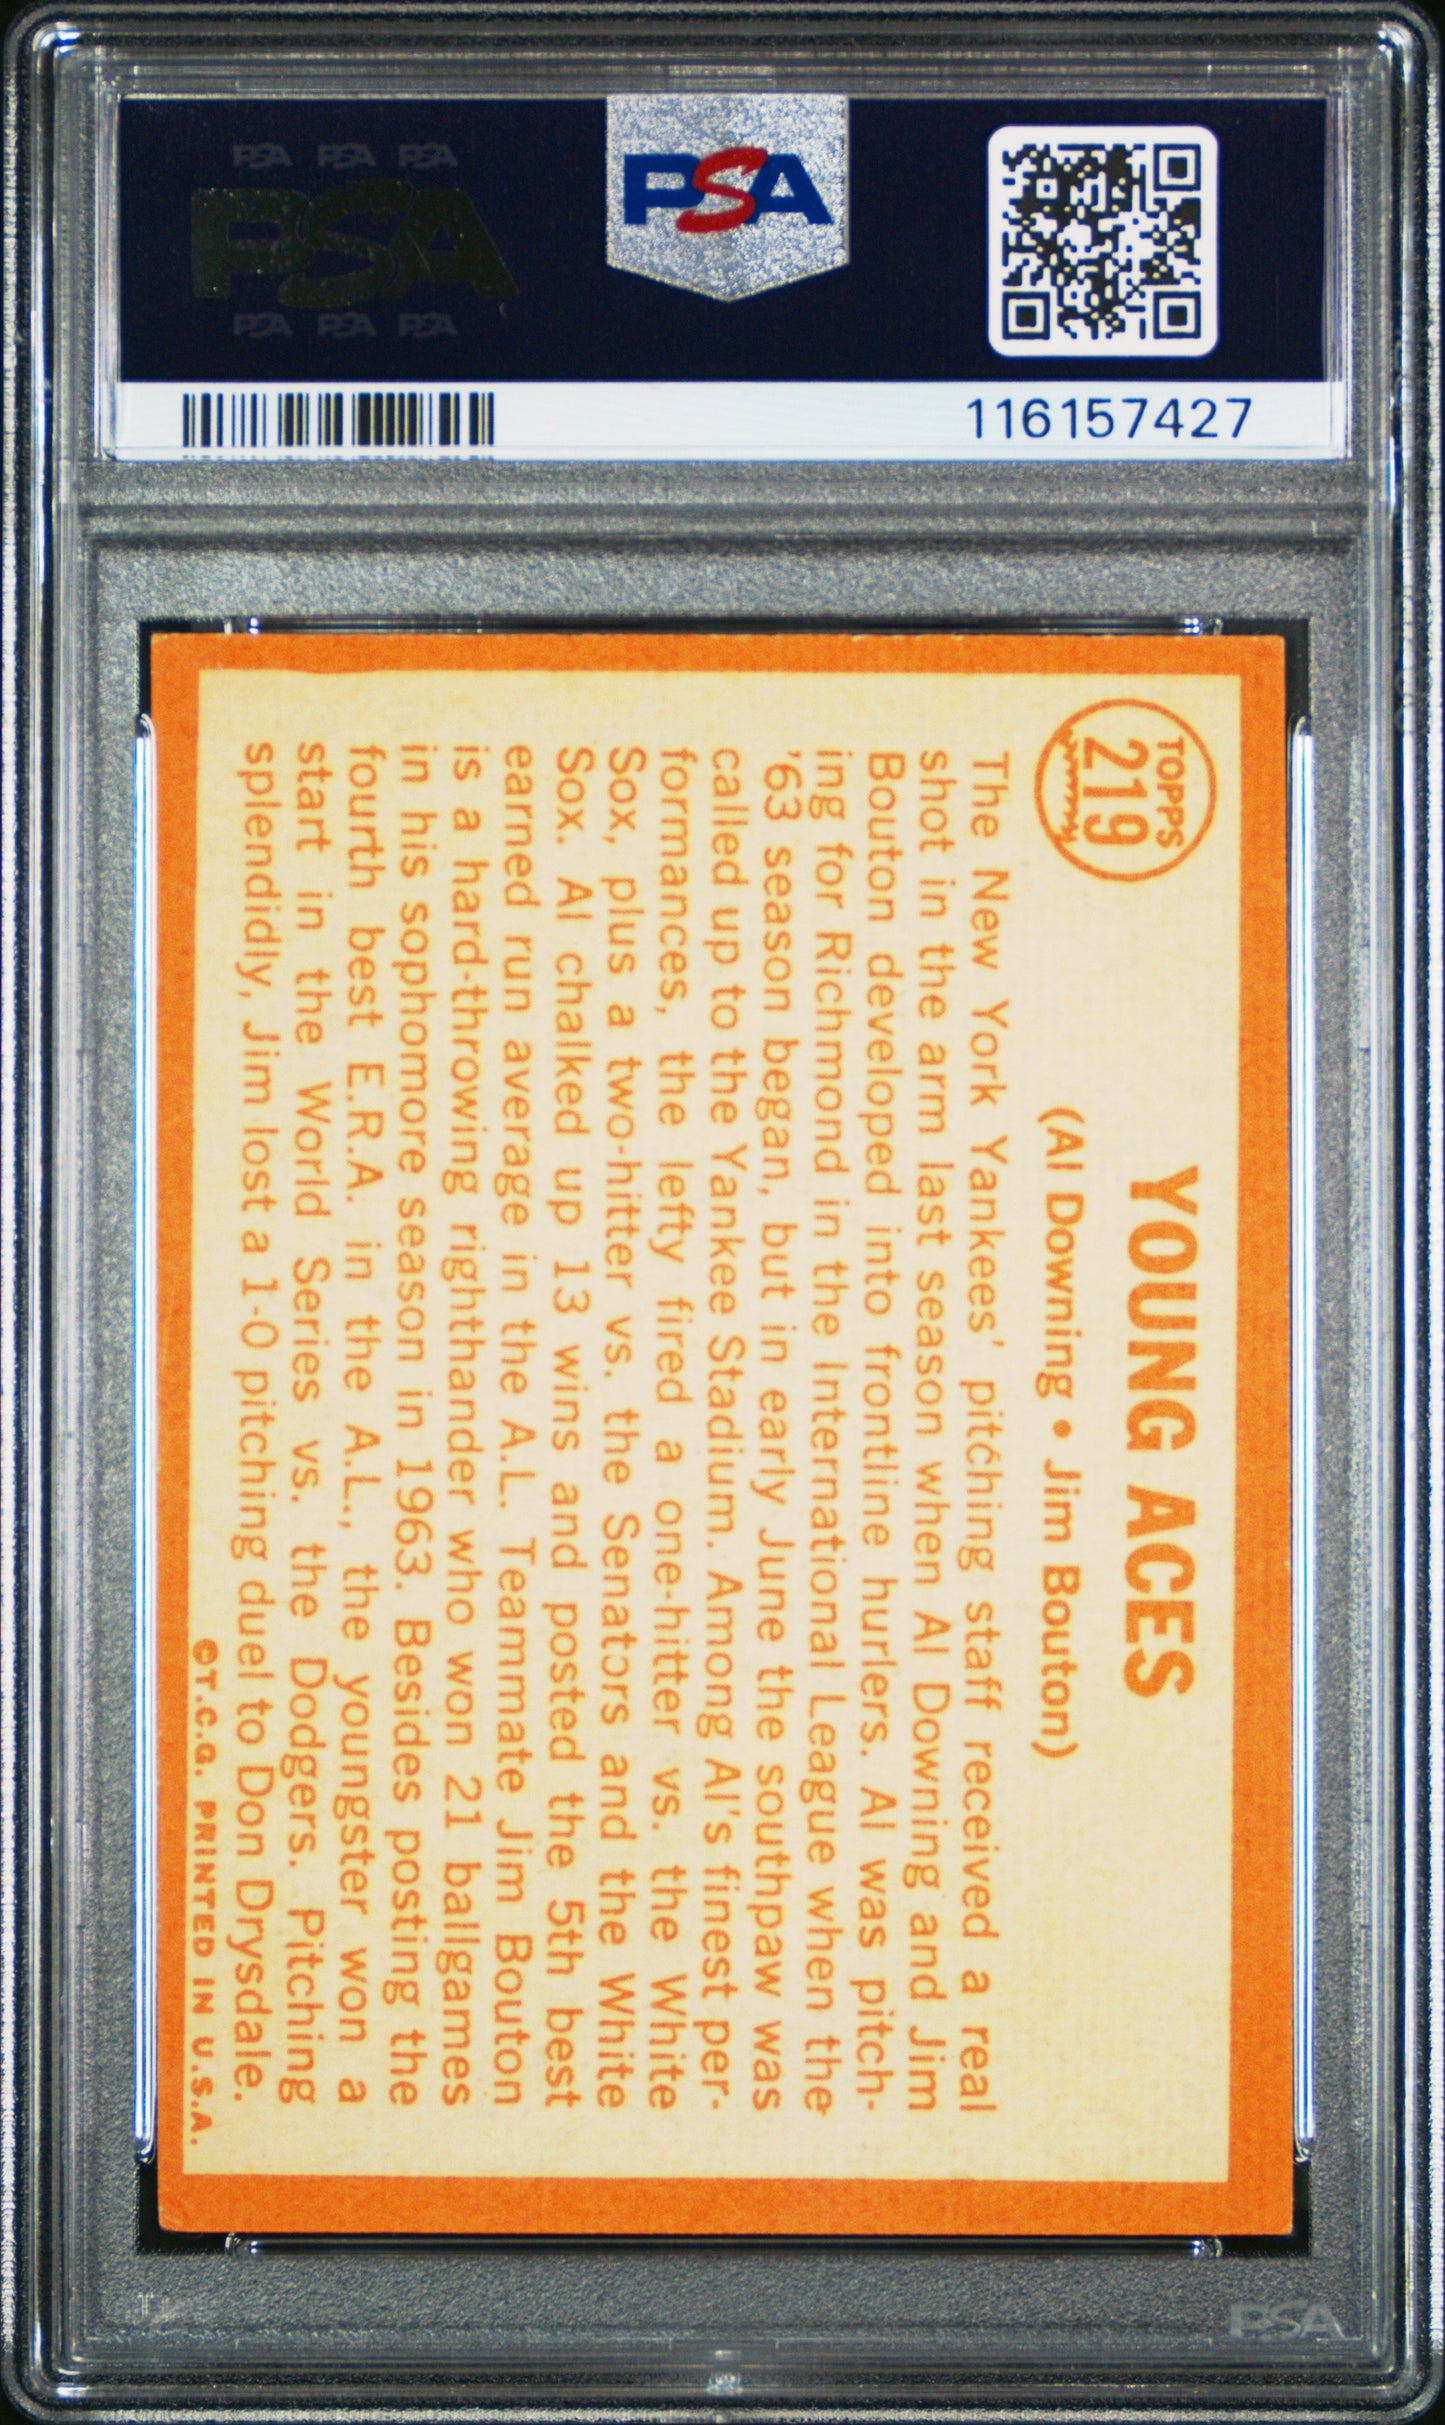 PSA PSA PSA
PSA
PSA PSA PSA
PSA
116157427
TOPPS
219
YOUNG ACES
(Al Downing • Jim Bouton)
The New York Yankees' pitching staff received a real
shot in the arm last season when Al Downing and Jim
Bouton developed into frontline hurlers. Al was pitch-
ing for Richmond in the International League when the
'63 season began, but in early June the southpaw was
called up to the Yankee Stadium. Among Al's finest per-
formances, the lefty fired a one-hitter vs. the White
Sox, plus a two-hitter vs. the Senators and the White
Sox. Al chalked up 13 wins and posted the 5th best
earned run average in the A.L. Teammate Jim Bouton
is a hard-throwing righthander who won 21 ballgames
in his sophomore season in 1963. Besides posting the
fourth best E.R.A. in the A.L., the youngster won a
start in the World Series vs. the Dodgers. Pitching
splendidly, Jim lost a 1-0 pitching duel to Don Drysdale.
©T.C.G. PRINTED IN U.S.A.
PSA